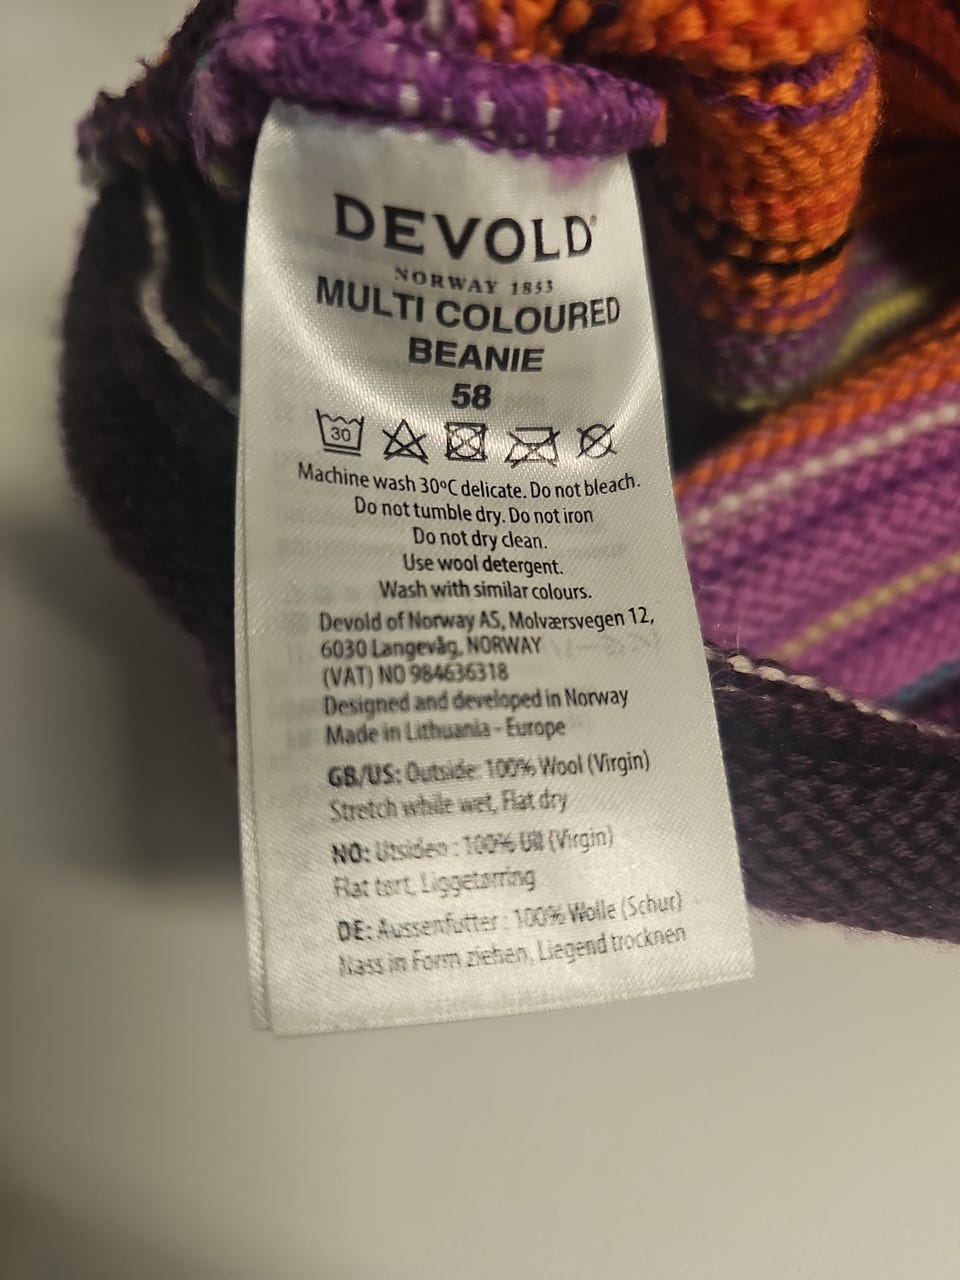 DEVOLD®
NORWAY 1853
MULTI COLOURED
BEANIE
58
30
Machine wash 30ºC delicate. Do not bleach.
Do not tumble dry. Do not iron
Do not dry clean.
Use wool detergent.
Wash with similar colours.
Devold of Norway AS, Molværsvegen 12,
6030 Langevåg, NORWAY
(VAT) NO 984636318
Designed and developed in Norway
Made in Lithuania - Europe
GB/US: Outside: 100% Wool (Virgin)
Stretch while wet, Flat dry
NO: Utsiden : 100% Ull (Virgin)
Flat tørt, Liggetørring
DE: Aussenfutter : 100% Wolle (Schur)
Nass in Form ziehen, Liegend trocknen